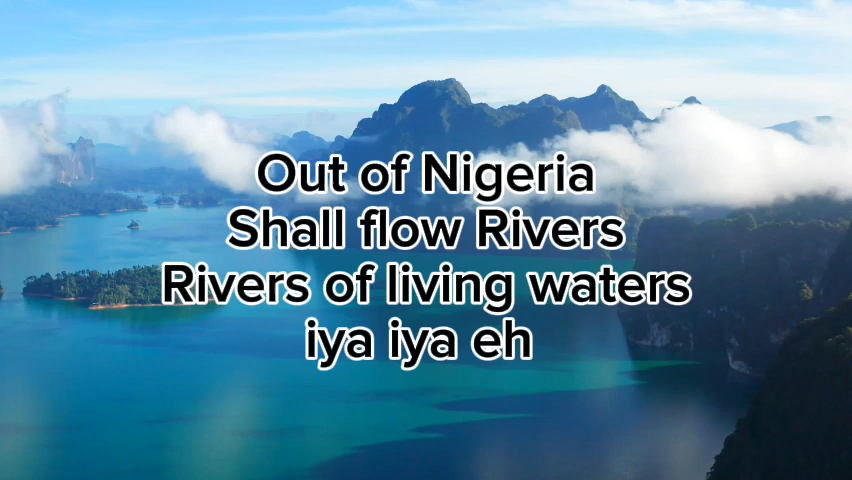 Out of Nigeria
Shall flow Rivers
Rivers of living waters
iya iya eh